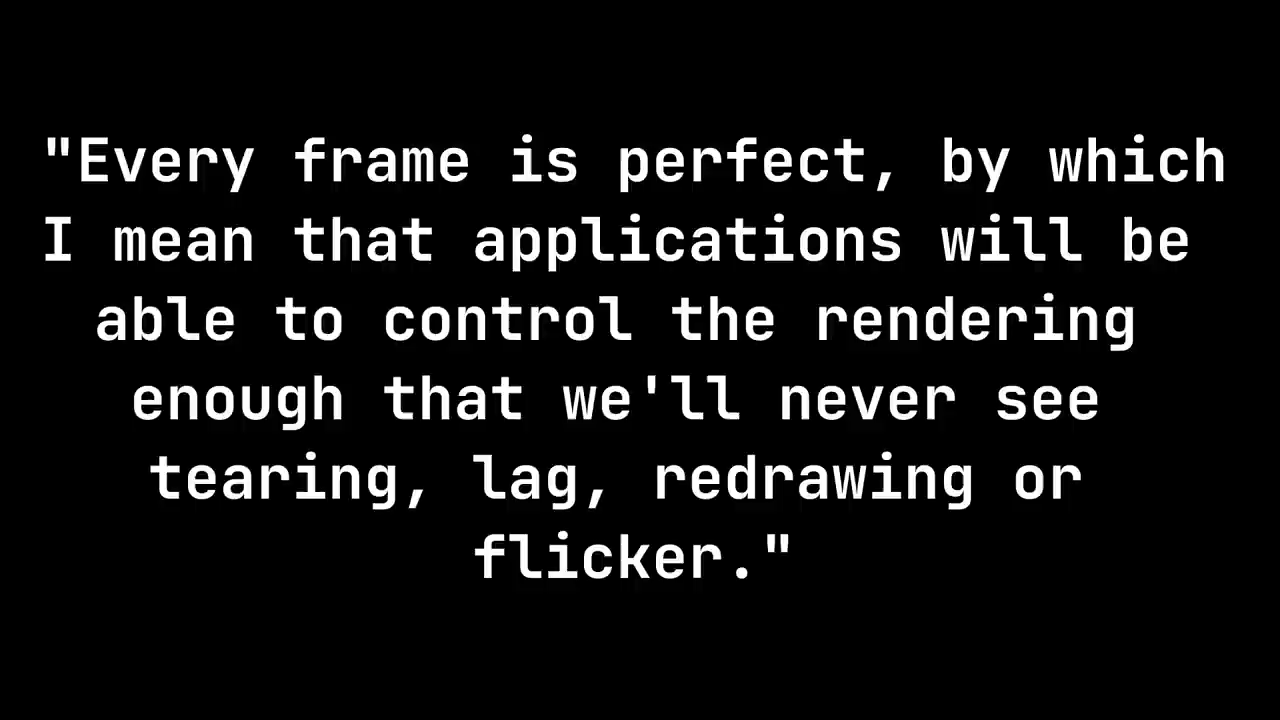 "Every frame is perfect, by which
I mean that applications will be
able to control the rendering
enough that we'll never see
tearing, lag, redrawing or
flicker."